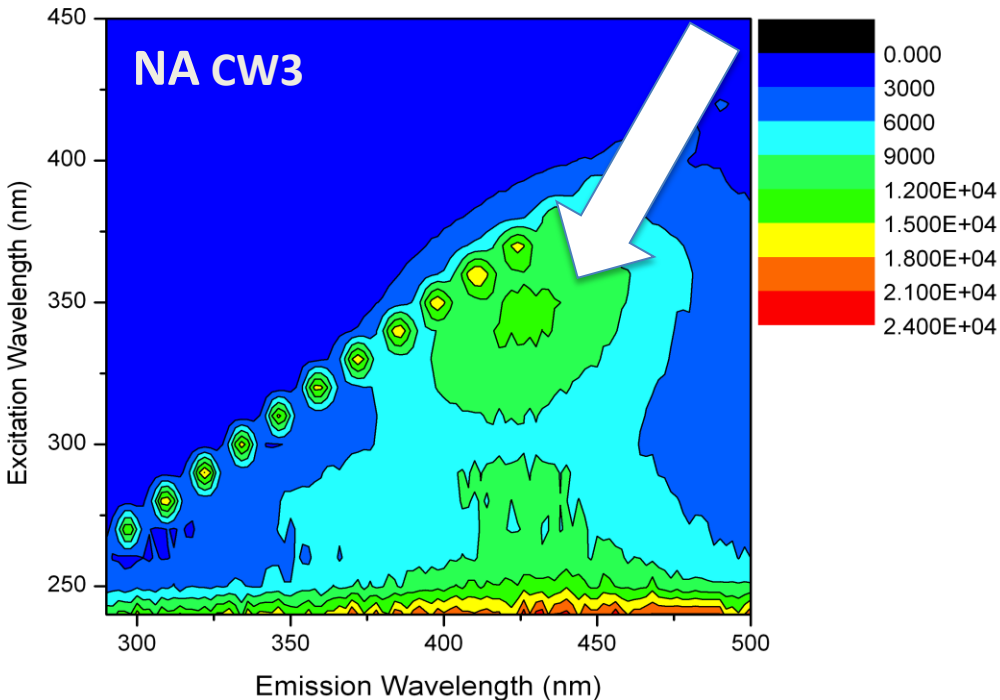 450
400
350
300
250
Excitation Wavelength (nm)
NA CW3
300
350
400
450
500
Emission Wavelength (nm)
0.000
3000
6000
9000
1.200E+04
1.500E+04
1.800E+04
2.100E+04
2.400E+04